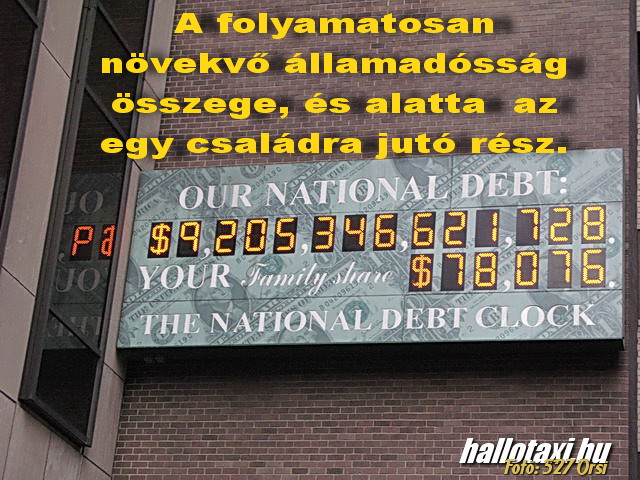 A folyamatosan
növekvő államadósság
összege, és alatta az
egy családra jutó rész.
OUR NATIONAL DEBT:
$9,205,346,621,728.
YOUR Family share $78,076.
THE NATIONAL DEBT CLOCK
hallotaxi.hu
Fotó: 527 Orsi